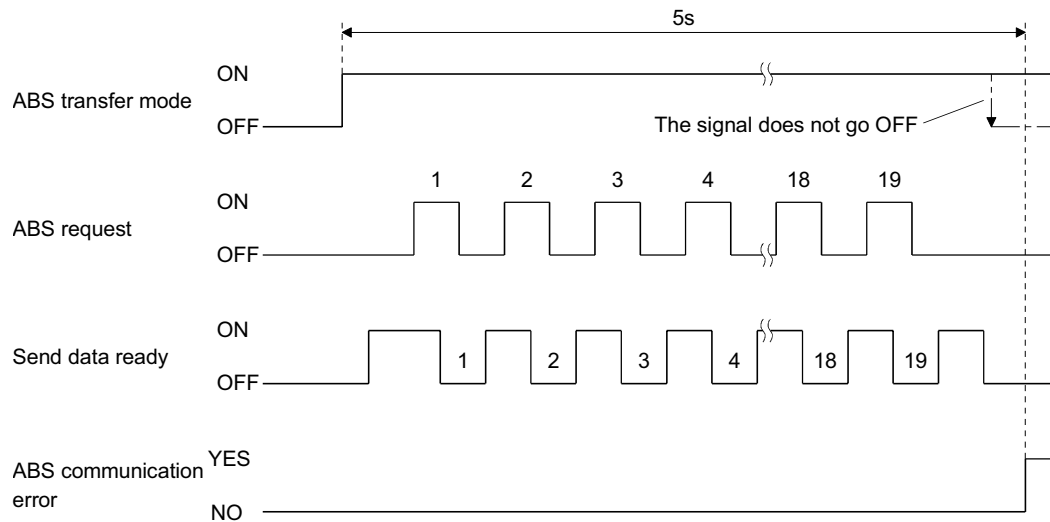 5s
ON
ABS transfer mode
OFF
The signal does not go OFF
1 2 3 4 18 19
ON
ABS request
OFF
ON
Send data ready
1 2 3 4 18 19
OFF
YES
ABS communication
error
NO